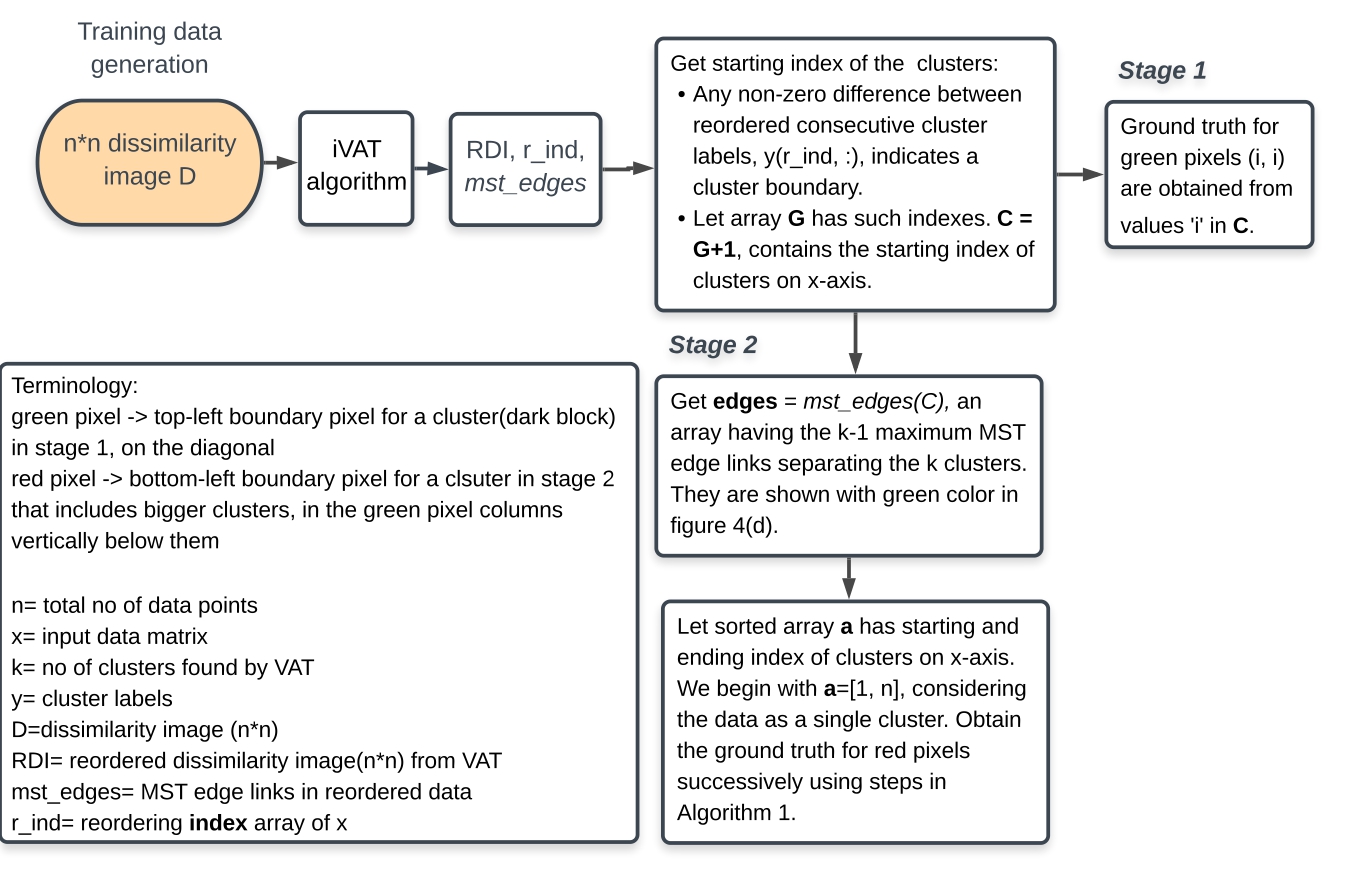 Training data
generation
n*n dissimilarity
image D
iVAT
algorithm
RDI, r_ind,
mst_edges
Get starting index of the  clusters:
• Any non-zero difference between
reordered consecutive cluster
labels, y(r_ind, :), indicates a
cluster boundary.
• Let array G has such indexes. C =
G+1, contains the starting index of
clusters on x-axis.
Stage 1
Ground truth for
green pixels (i, i)
are obtained from
values 'i' in C.
Stage 2
Get edges = mst_edges(C), an
array having the k-1 maximum MST
edge links separating the k clusters.
They are shown with green color in
figure 4(d).
Let sorted array a has starting and
ending index of clusters on x-axis.
We begin with a=[1, n], considering
the data as a single cluster. Obtain
the ground truth for red pixels
successively using steps in
Algorithm 1.
Terminology:
green pixel -> top-left boundary pixel for a cluster(dark block)
in stage 1, on the diagonal
red pixel -> bottom-left boundary pixel for a clsuter in stage 2
that includes bigger clusters, in the green pixel columns
vertically below them
n= total no of data points
x= input data matrix
k= no of clusters found by VAT
y= cluster labels
D=dissimilarity image (n*n)
RDI= reordered dissimilarity image(n*n) from VAT
mst_edges= MST edge links in reordered data
r_ind= reordering index array of x